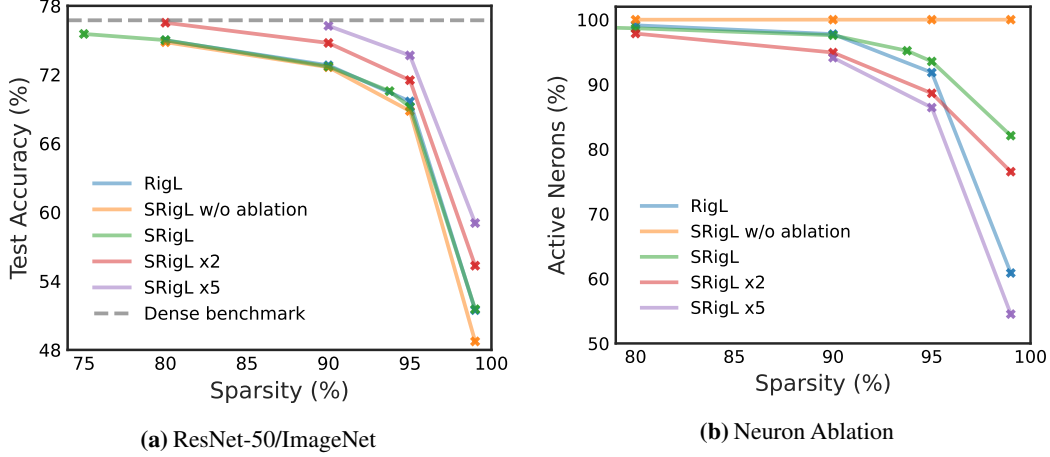 78
72
66
60
54
48
75
80
85
90
95
100
Test Accuracy (%)
Sparsity (%)
RigL
SRigL w/o ablation
SRigL
SRigL x2
SRigL x5
Dense benchmark
(a) ResNet-50/ImageNet
100
90
80
70
60
50
80
85
90
95
100
Active Nerons (%)
Sparsity (%)
RigL
SRigL w/o ablation
SRigL
SRigL x2
SRigL x5
(b) Neuron Ablation